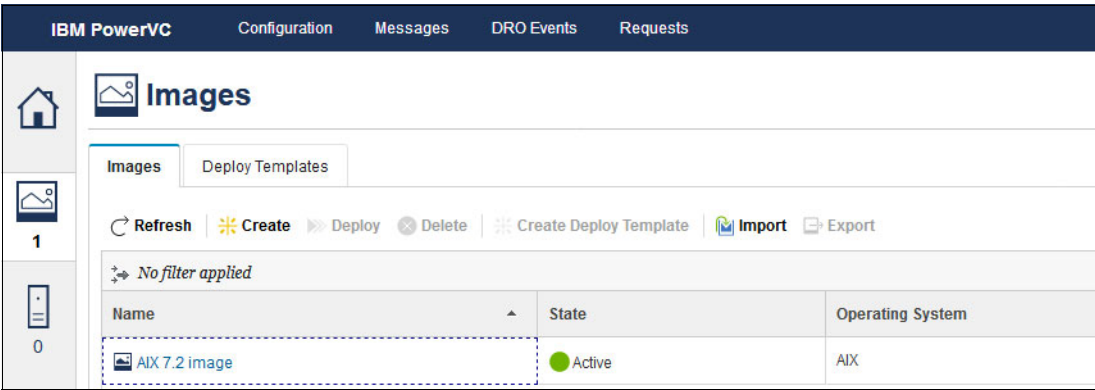 IBM PowerVC Configuration Messages DRO Events Requests
Images
Images Deploy Templates
Refresh Create Deploy Delete Create Deploy Template Import Export
1
No filter applied
Name State Operating System
0
AIX 7.2 image Active AIX